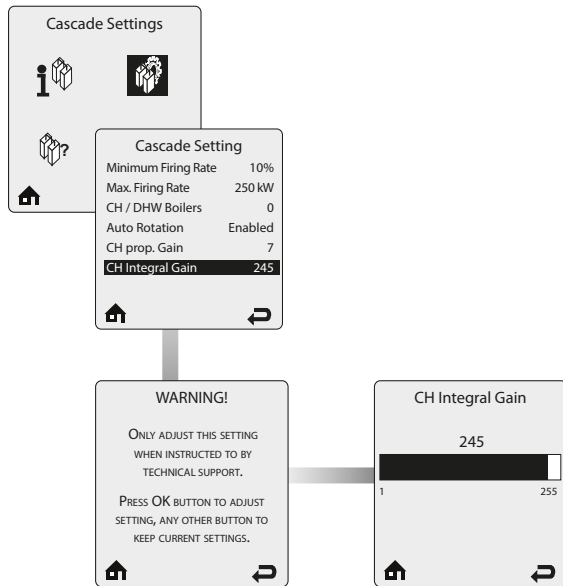 Cascade Settings
i
?
Cascade Setting
Minimum Firing Rate 10%
Max. Firing Rate 250 kW
CH / DHW Boilers 0
Auto Rotation Enabled
CH prop. Gain 7
CH Integral Gain 245
WARNING!
ONLY ADJUST THIS SETTING
WHEN INSTRUCTED TO BY
TECHNICAL SUPPORT.
PRESS OK BUTTON TO ADJUST
SETTING, ANY OTHER BUTTON TO
KEEP CURRENT SETTINGS.
CH Integral Gain
245
1 255